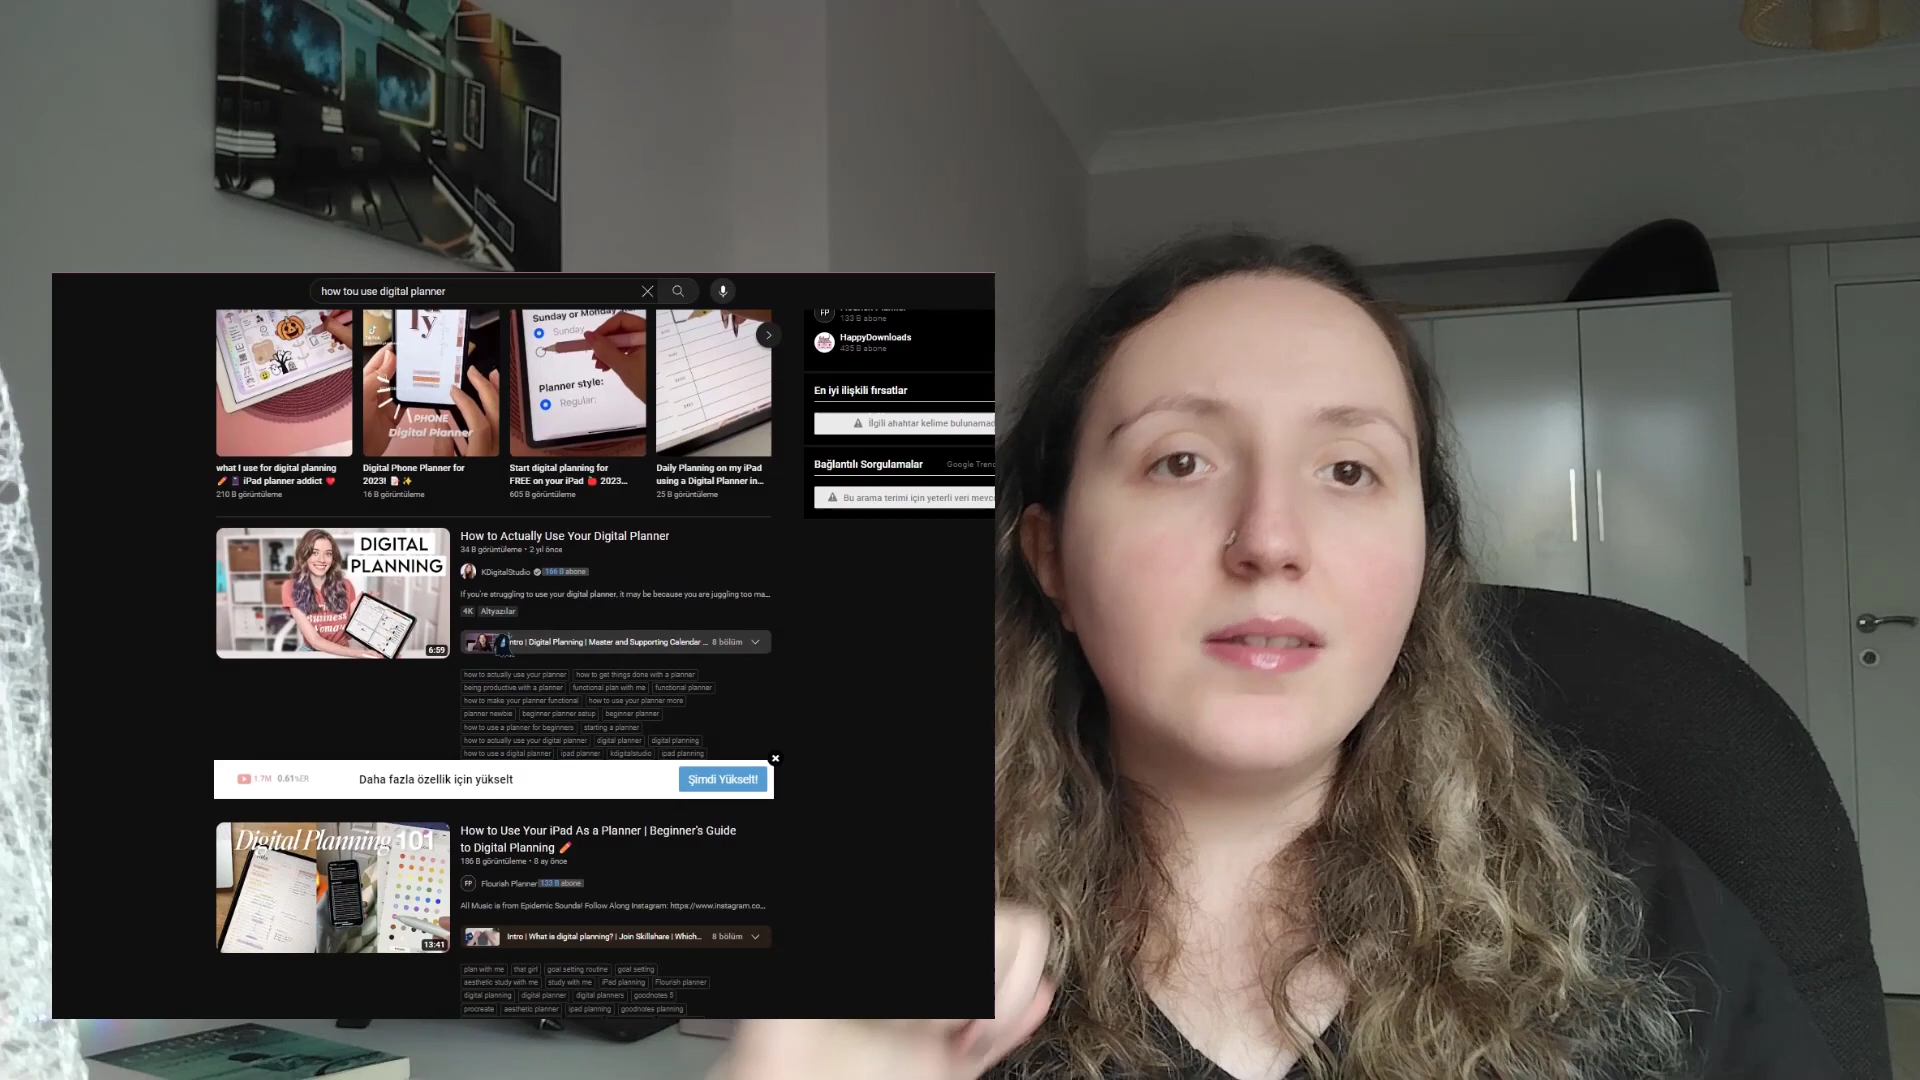 how tou use digital planner
133 B abone
HappyDownloads
435 B abone
Sunday or Monday
Sunday
Planner style:
Regular:
PHONE
Digital Planner
what I use for digital planning
🖍️ 📓 iPad planner addict ❤️
210 B görüntüleme
Digital Phone Planner for
2023! 📝 ✨
16 B görüntüleme
Start digital planning for
FREE on your iPad 🍎 2023...
605 B görüntüleme
Daily Planning on my iPad
using a Digital Planner in...
25 B görüntüleme
En iyi ilişkili fırsatlar
İlgili ahahtar kelime bulunamad
Bağlantılı Sorgulamalar
Google Trenc
Bu arama terimi için yeterli veri mevc
DIGITAL
PLANNING
Business
Woman
6:59
How to Actually Use Your Digital Planner
34 B görüntüleme • 2 yıl önce
KDigitalStudio 166 B abone
If you're struggling to use your digital planner, it may be because you are juggling too ma...
4K Altyazılar
ntro | Digital Planning | Master and Supporting Calendar ... 8 bölüm
how to actually use your planner how to get things done with a planner
being productive with a planner functional plan with me functional planner
how to make your planner functional how to use your planner more
planner newbie beginner planner setup beginner planner
how to use a planner for beginners starting a planner
how to actually use your digital planner digital planner digital planning
how to use a digital planner ipad planner kdigitalstudio ipad planning
1.7M 0.61%ER Daha fazla özellik için yükselt Şimdi Yükselt!
Digital Planning 101
13:41
How to Use Your iPad As a Planner | Beginner's Guide
to Digital Planning 🖍️
186 B görüntüleme • 8 ay önce
FP Flourish Planner 133 B abone
All Music is from Epidemic Sounds! Follow Along Instagram: https://www.instagram.co...
Intro | What is digital planning? | Join Skillshare | Which... 8 bölüm
plan with me that girl goal setting routine goal setting
aesthetic study with me study with me iPad planning Flourish planner
digital planning digital planner digital planners goodnotes 5
procreate aesthetic planner ipad planning goodnotes planning